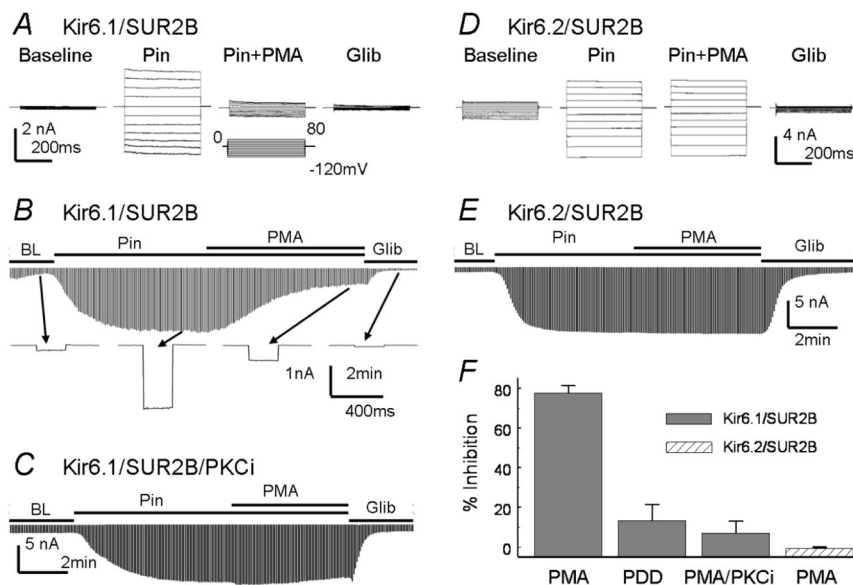 A Kir6.1/SUR2B
Baseline Pin Pin+PMA Glib
2 nA
200ms
0 80
-120mV
B Kir6.1/SUR2B
BL Pin PMA Glib
1nA 2min
400ms
C Kir6.1/SUR2B/PKCi
BL Pin PMA Glib
5 nA
2min
D Kir6.2/SUR2B
Baseline Pin Pin+PMA Glib
4 nA
200ms
E Kir6.2/SUR2B
BL Pin PMA Glib
5 nA
2min
F
% Inhibition
80
60
40
20
0
Kir6.1/SUR2B
Kir6.2/SUR2B
PMA PDD PMA/PKCi PMA